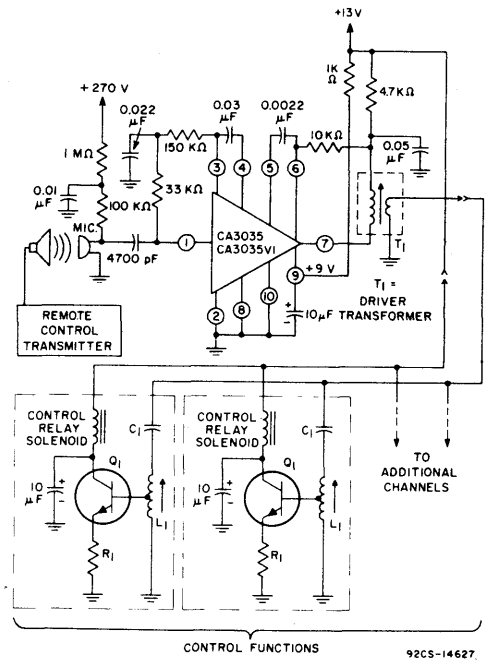 +13V
1K
Ω
4.7KΩ
+270 V
0.022
μF
0.03
μF
0.0022
μF
10KΩ
1 MΩ
150 KΩ
0.05
μF
0.01
μF
33 KΩ
100 KΩ
3
4
5
6
MIC.
4700 pF
1
CA3035
CA3035V1
7
T1
2
8
10
9
+9 V
+
-
10μF
T1 =
DRIVER
TRANSFORMER
REMOTE
CONTROL
TRANSMITTER
CONTROL
RELAY
SOLENOID
C1
Q1
10
μF
+
-
L1
R1
CONTROL
RELAY
SOLENOID
C1
Q1
10
μF
+
-
L1
R1
TO
ADDITIONAL
CHANNELS
CONTROL FUNCTIONS
92CS-14627